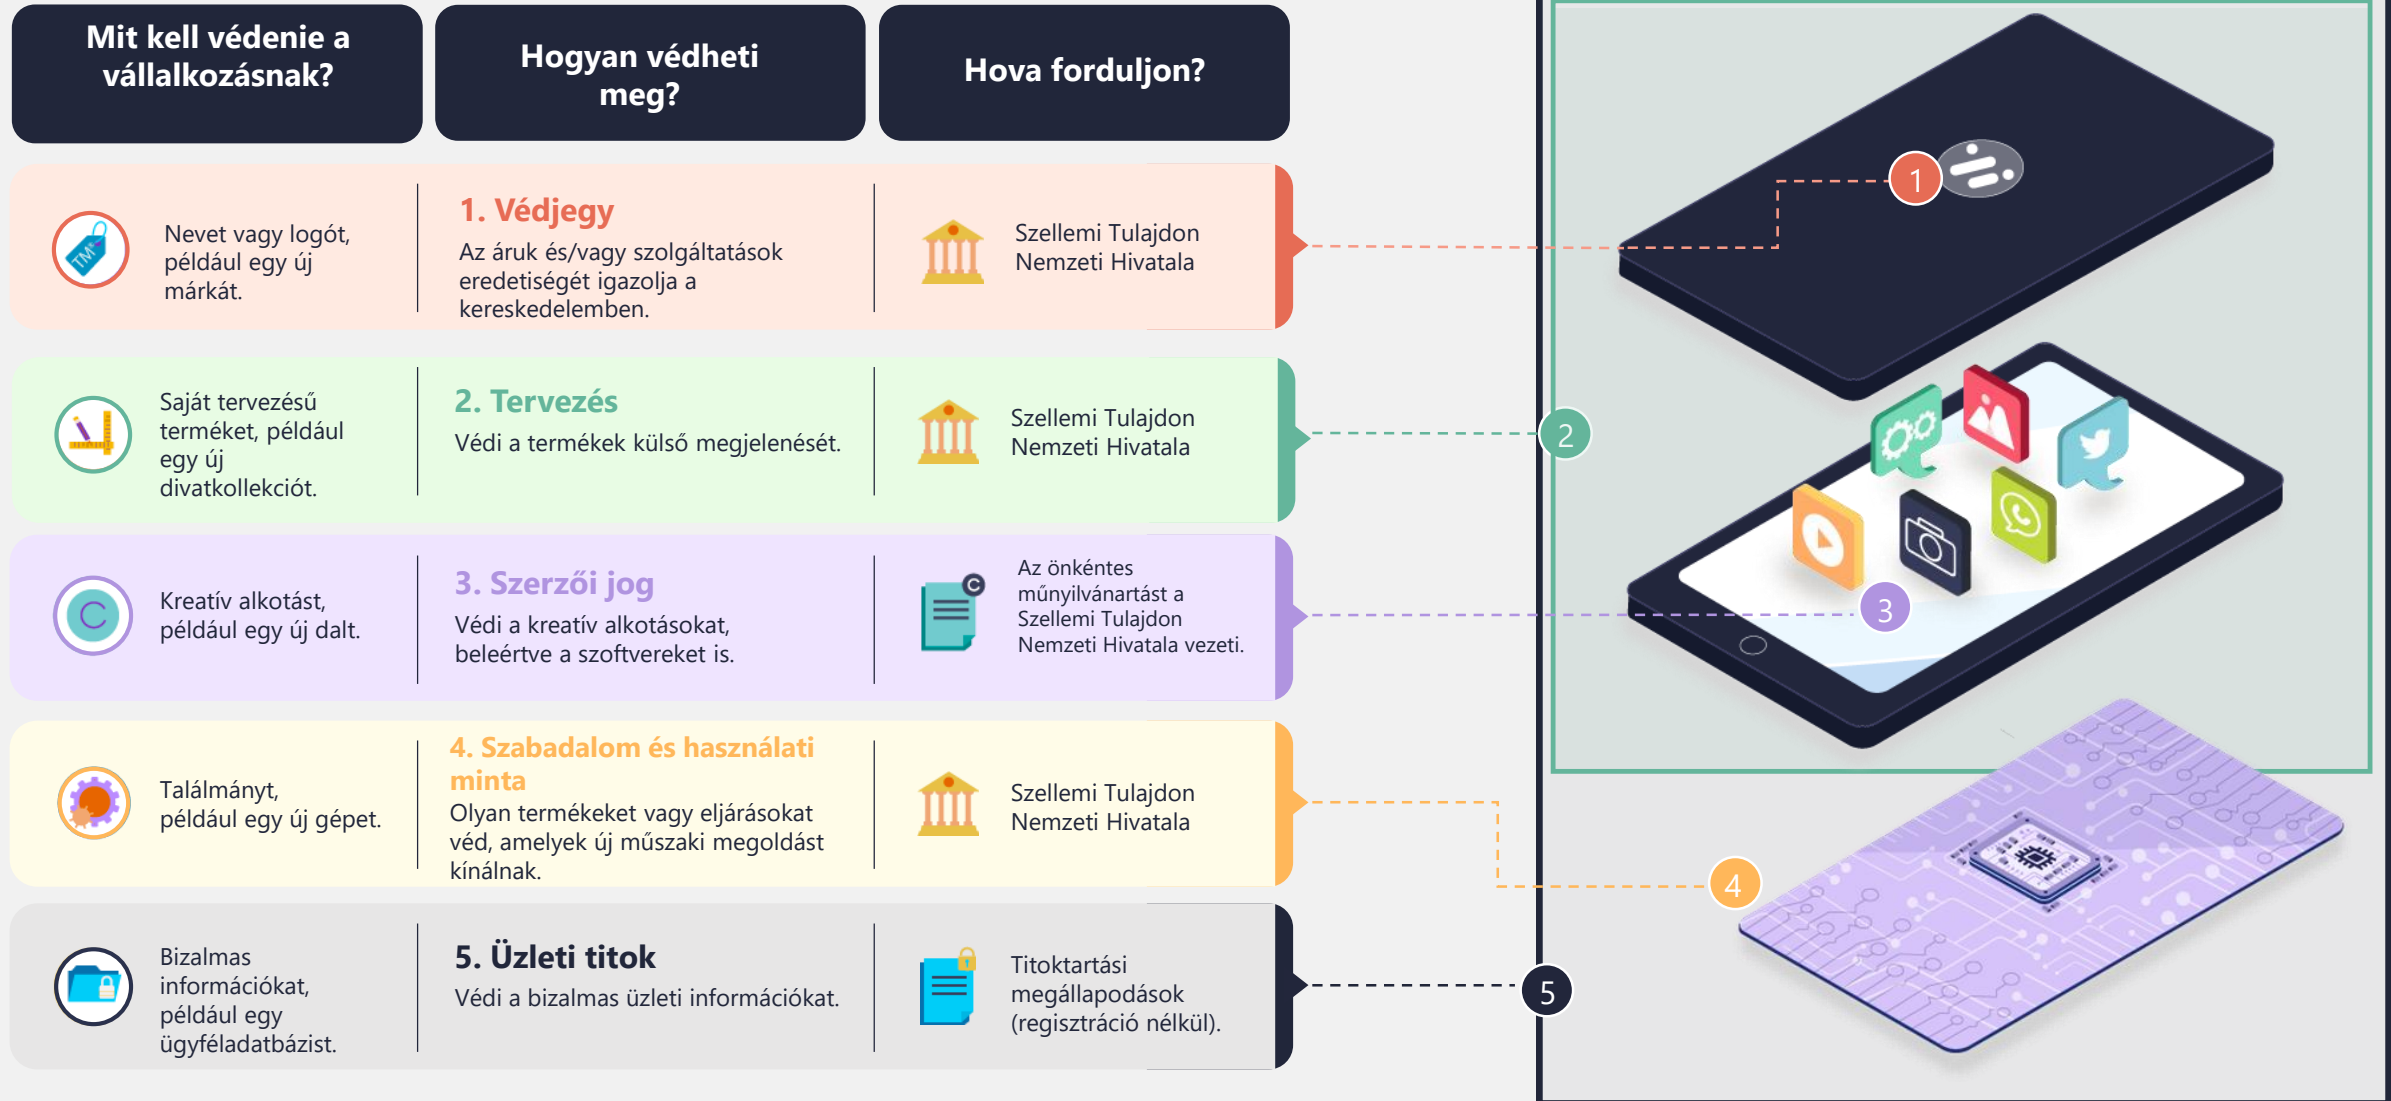 Mit kell védenie a
vállalkozásnak?
Hogyan védheti
meg?
Hova forduljon?
Nevet vagy logót,
például egy új
márkát.
1. Védjegy
Az áruk és/vagy szolgáltatások
eredetiségét igazolja a
kereskedelemben.
Szellemi Tulajdon
Nemzeti Hivatala
Saját tervezésű
terméket, például
egy új
divatkollekciót.
2. Tervezés
Védi a termékek külső megjelenését.
Szellemi Tulajdon
Nemzeti Hivatala
Kreatív alkotást,
például egy új dalt.
3. Szerzői jog
Védi a kreatív alkotásokat,
beleértve a szoftvereket is.
Az önkéntes
műnyilvánartást a
Szellemi Tulajdon
Nemzeti Hivatala vezeti.
Találmányt,
például egy új gépet.
4. Szabadalom és használati
minta
Olyan termékeket vagy eljárásokat
véd, amelyek új műszaki megoldást
kínálnak.
Szellemi Tulajdon
Nemzeti Hivatala
Bizalmas
információkat,
például egy
ügyféladatbázist.
5. Üzleti titok
Védi a bizalmas üzleti információkat.
Titoktartási
megállapodások
(regisztráció nélkül).
TM
C
C
1
2
3
4
5